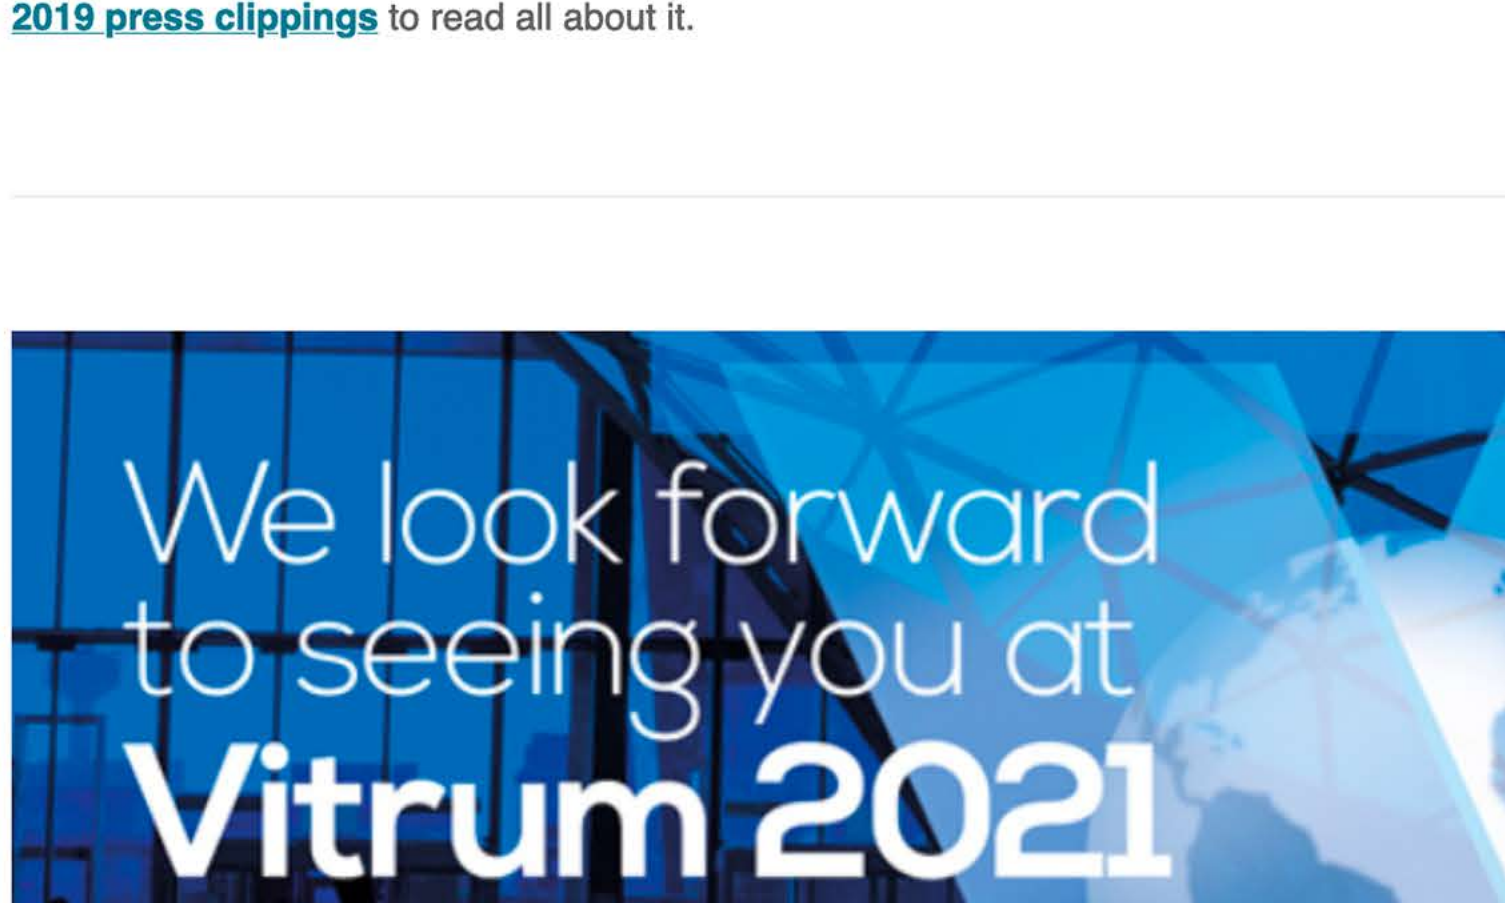 2019 press clippings to read all about it.
We look forward
to seeing you at
Vitrum 2021